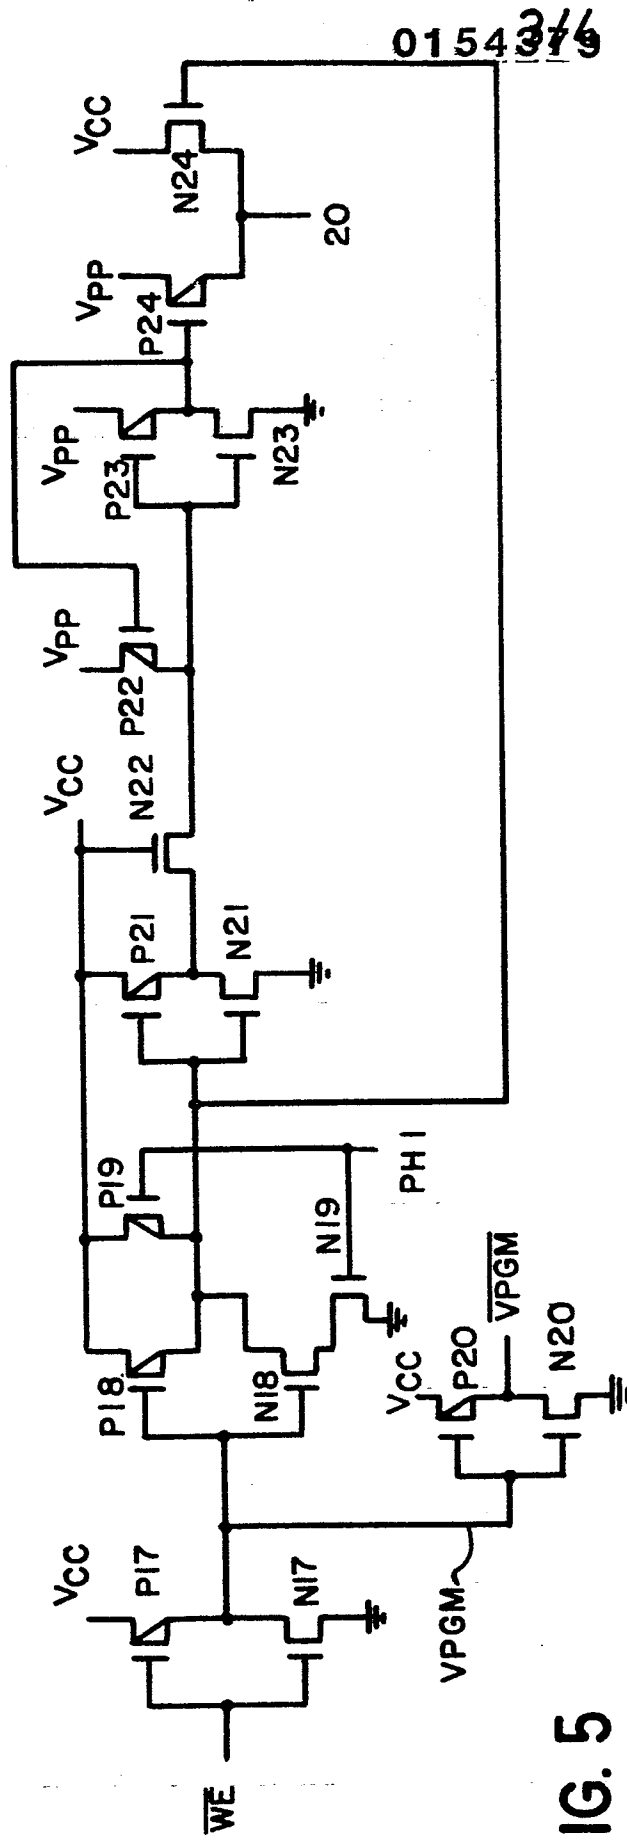 0154379
3/4
VCC
N24
20
VPP
P24
VPP
P23
N23
VPP
P22
VCC
N22
P21
N21
P19
PH1
N19
P18
N18
VCC
P20
VPGM
N20
VCC
P17
N17
VPGM
WE
IG. 5